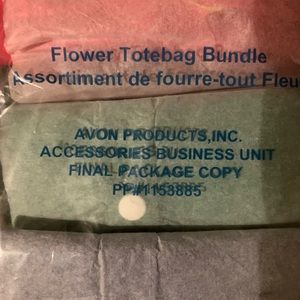 Flower Totebag Bundle
Assortiment de fourre-tout Fleu
AVON PRODUCTS,INC.
ACCESSORIES BUSINESS UNIT
FINAL PACKAGE COPY
PP#1153885